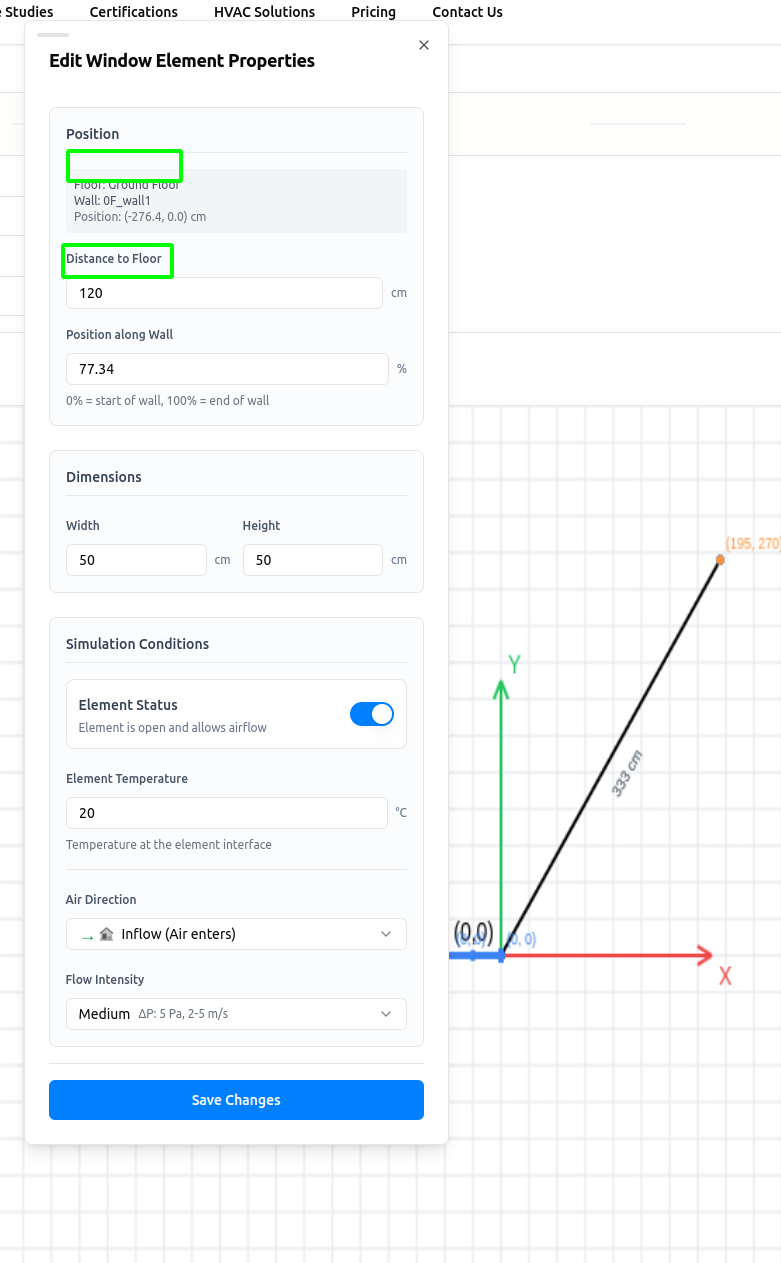 Studies Certifications HVAC Solutions Pricing Contact Us
Edit Window Element Properties
Position
Floor: Ground Floor
Wall: 0F_wall1
Position: (-276.4, 0.0) cm
Distance to Floor
120 cm
Position along Wall
77.34 %
0% = start of wall, 100% = end of wall
Dimensions
Width Height
50 cm 50 cm
(195, 270)
Simulation Conditions
Y
Element Status
Element is open and allows airflow
333 cm
Element Temperature
20 °C
Temperature at the element interface
Air Direction
→ Inflow (Air enters)
(0,0)
(0, 0) (0, 0)
X
Flow Intensity
Medium ΔP: 5 Pa, 2-5 m/s
Save Changes